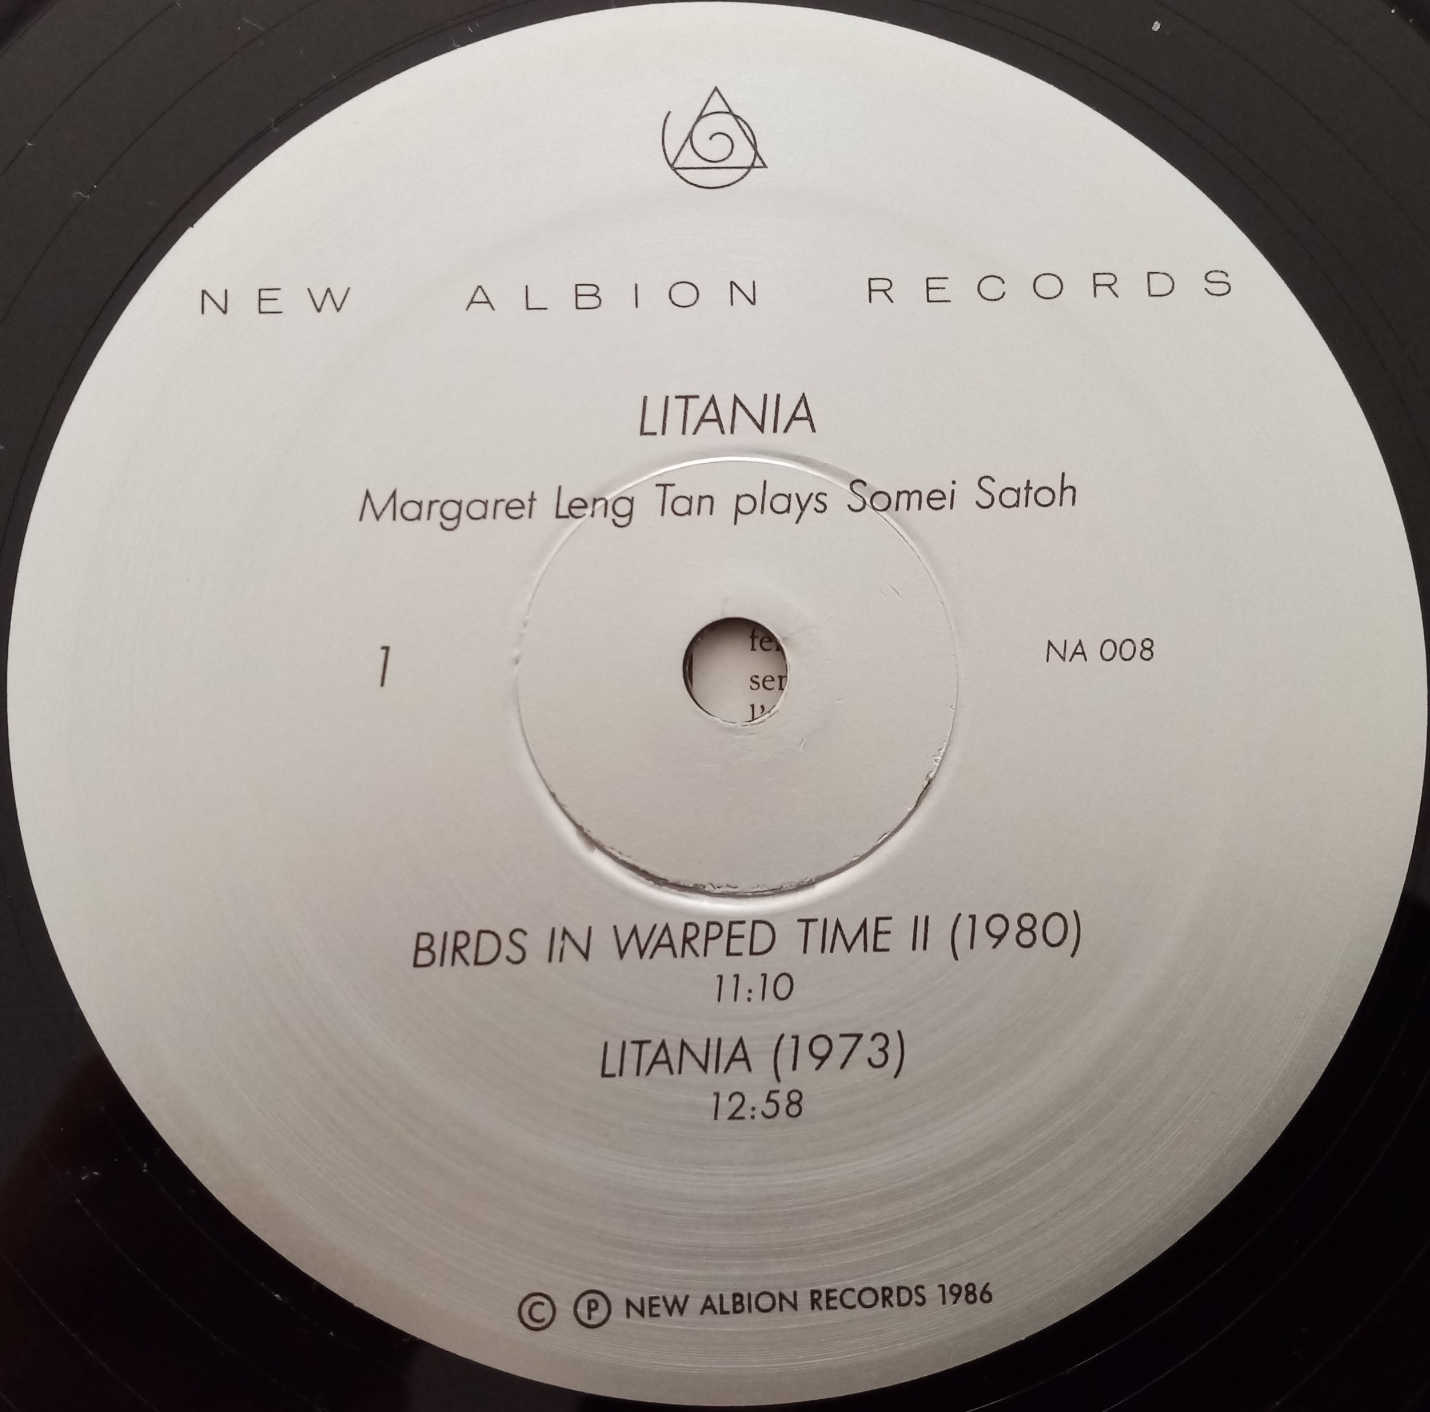 NEW ALBION RECORDS
LITANIA
Margaret Leng Tan plays Somei Satoh
1
NA 008
BIRDS IN WARPED TIME II (1980)
11:10
LITANIA (1973)
12:58
© ℗ NEW ALBION RECORDS 1986